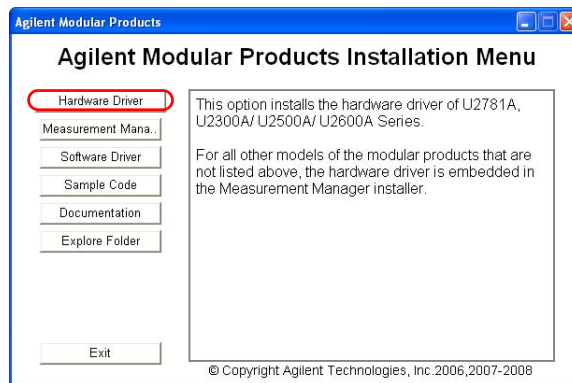 Agilent Modular Products
Agilent Modular Products Installation Menu
Hardware Driver
Measurement Mana..
Software Driver
Sample Code
Documentation
Explore Folder
Exit
This option installs the hardware driver of U2781A,
U2300A/ U2500A/ U2600A Series.
For all other models of the modular products that are
not listed above, the hardware driver is embedded in
the Measurement Manager installer.
© Copyright Agilent Technologies, Inc.2006,2007-2008